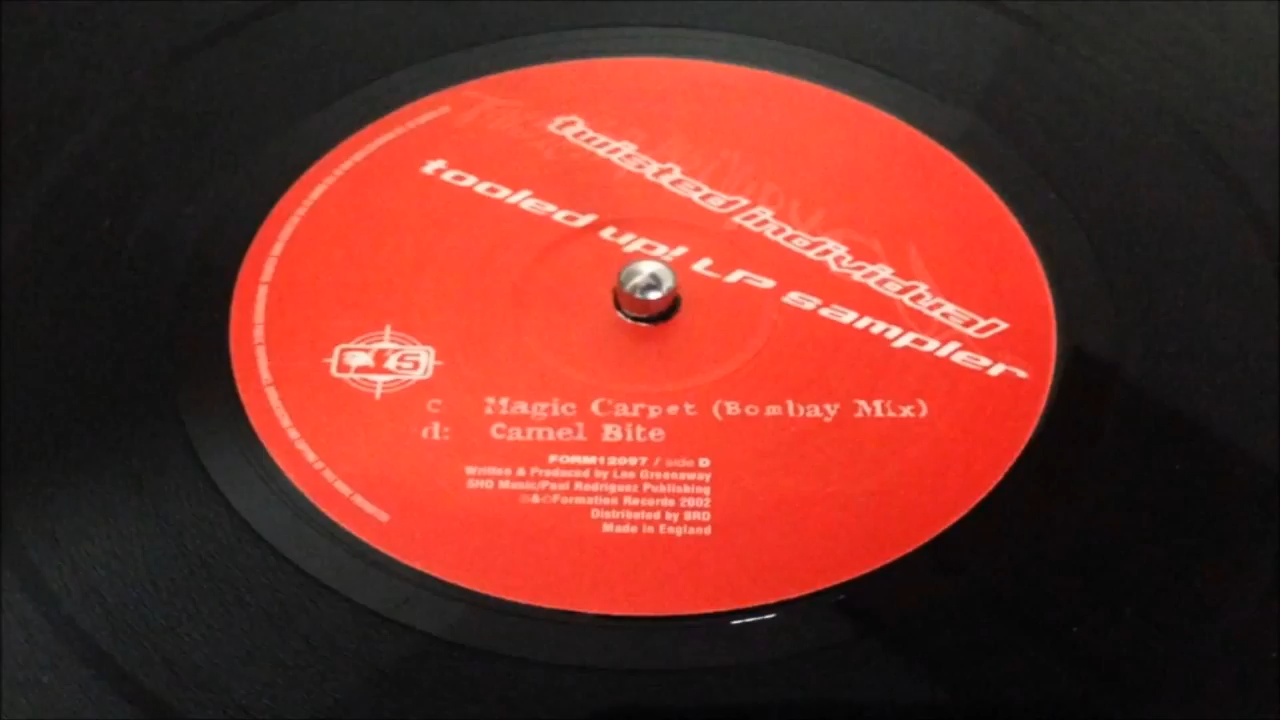 twisted individual
tooled up! LP sampler
c Magic Carpet (Bombay Mix)
d: Camel Bite
FORM12097 / side D
Written & Produced by Lee Greenaway
SHO Music/Paul Rodriguez Publishing
℗&©Formation Records 2002
Distributed by SRD
Made in England